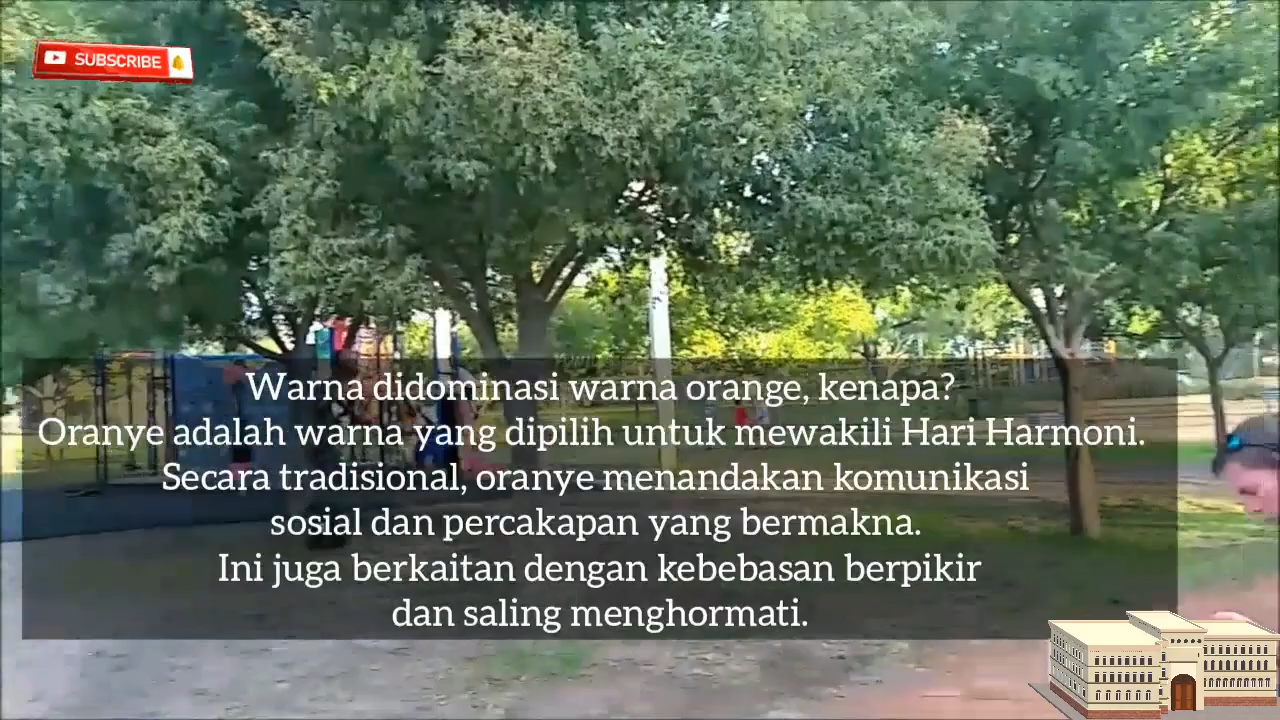 SUBSCRIBE
Warna didominasi warna orange, kenapa?
Oranye adalah warna yang dipilih untuk mewakili Hari Harmoni.
Secara tradisional, oranye menandakan komunikasi
sosial dan percakapan yang bermakna.
Ini juga berkaitan dengan kebebasan berpikir
dan saling menghormati.